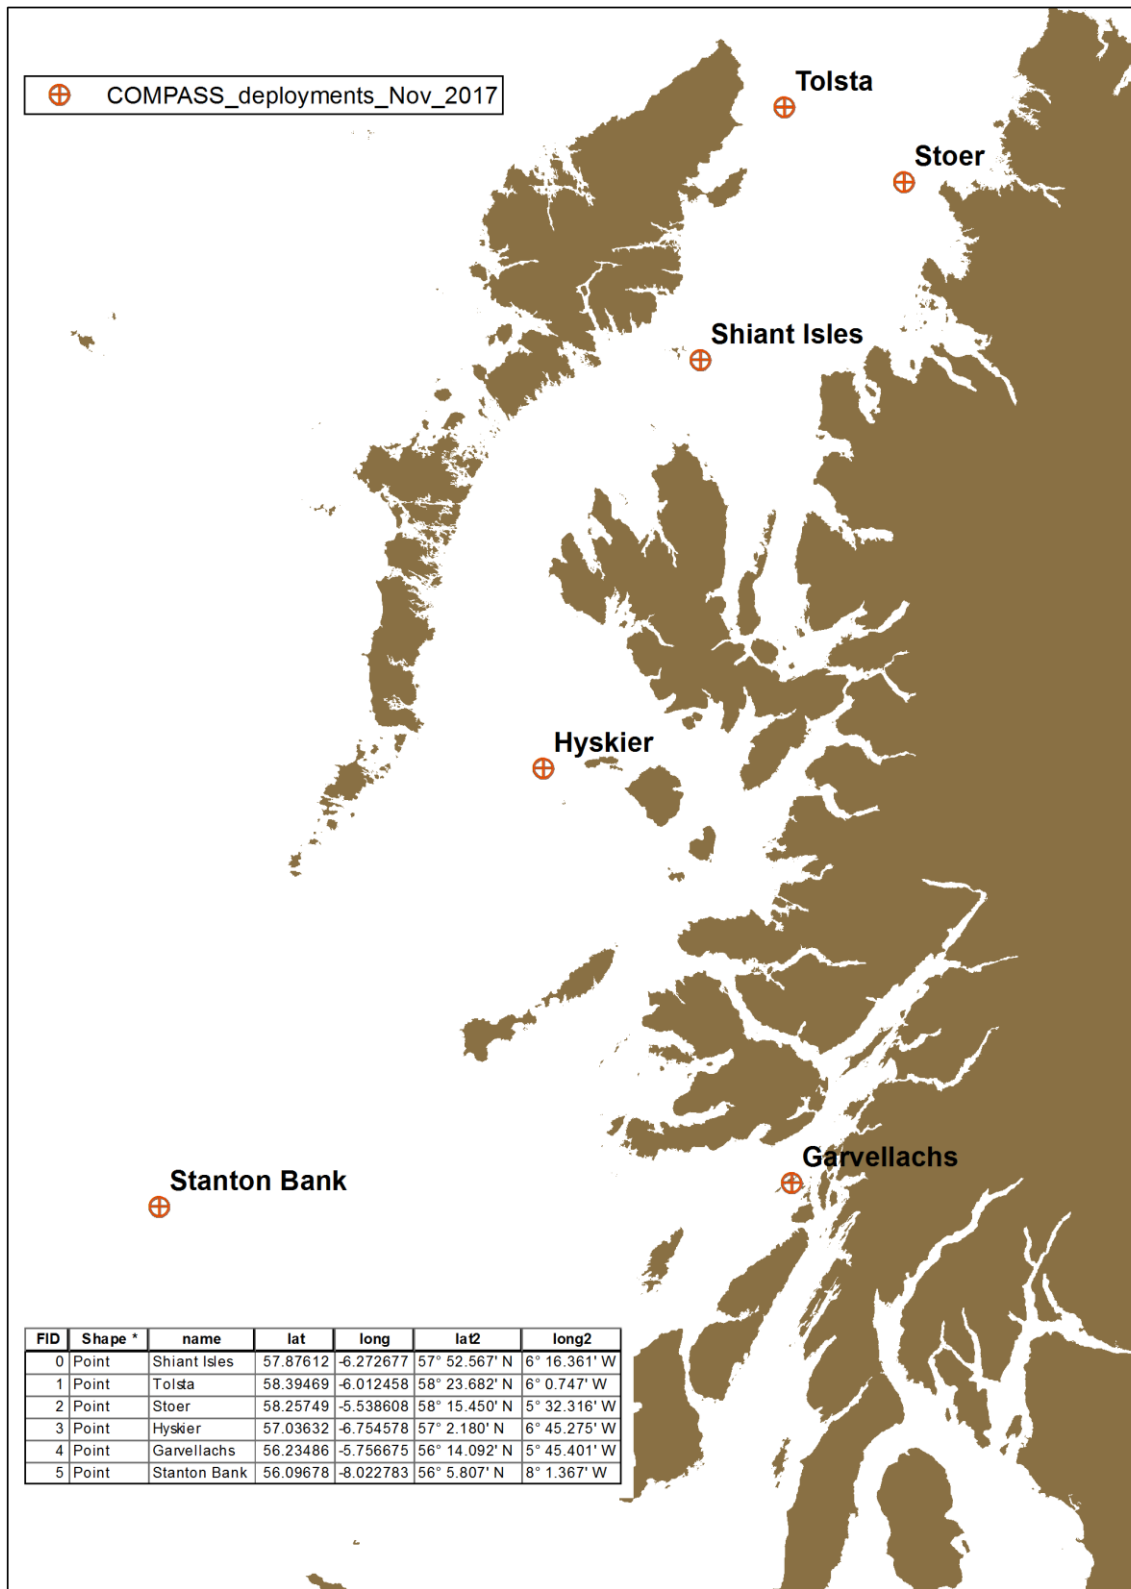 COMPASS_deployments_Nov_2017
Tolsta
Stoer
Shiant Isles
Hyskier
Garvellachs
Stanton Bank
FID Shape * name lat long lat2 long2
0 Point Shiant Isles 57.87612 -6.272677 57° 52.567' N 6° 16.361' W
1 Point Tolsta 58.39469 -6.012458 58° 23.682' N 6° 0.747' W
2 Point Stoer 58.25749 -5.538608 58° 15.450' N 5° 32.316' W
3 Point Hyskier 57.03632 -6.754578 57° 2.180' N 6° 45.275' W
4 Point Garvellachs 56.23486 -5.756675 56° 14.092' N 5° 45.401' W
5 Point Stanton Bank 56.09678 -8.022783 56° 5.807' N 8° 1.367' W